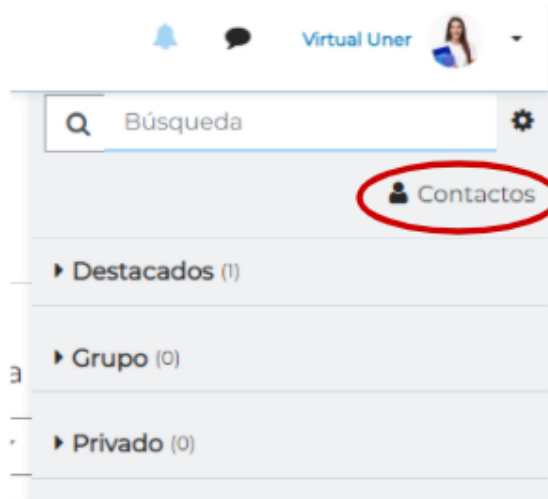 Virtual Uner
Búsqueda
Contactos
Destacados (1)
a
Grupo (0)
Privado (0)